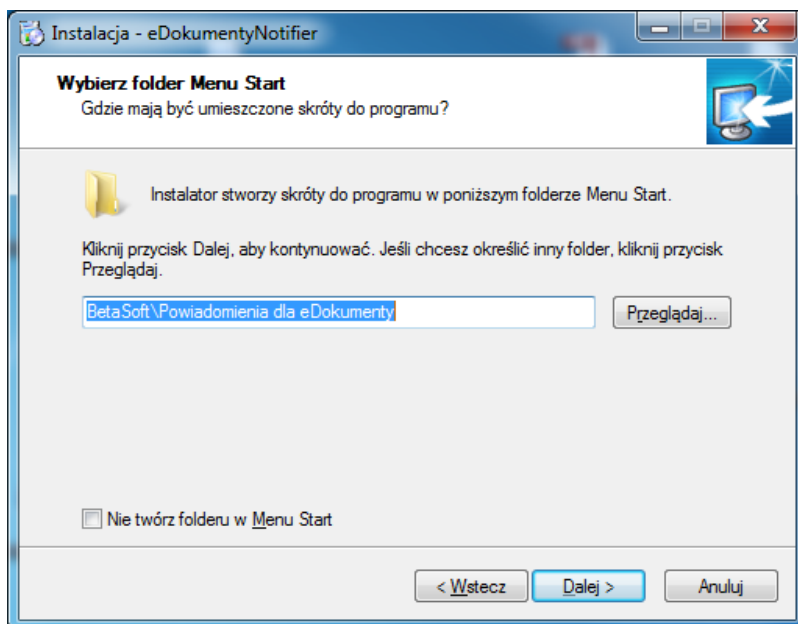 Instalacja - eDokumentyNotifier
Wybierz folder Menu Start
Gdzie mają być umieszczone skróty do programu?
Instalator stworzy skróty do programu w poniższym folderze Menu Start.
Kliknij przycisk Dalej, aby kontynuować. Jeśli chcesz określić inny folder, kliknij przycisk
Przeglądaj.
BetaSoft\Powiadomienia dla eDokumenty
Przeglądaj...
Nie twórz folderu w Menu Start
< Wstecz
Dalej >
Anuluj